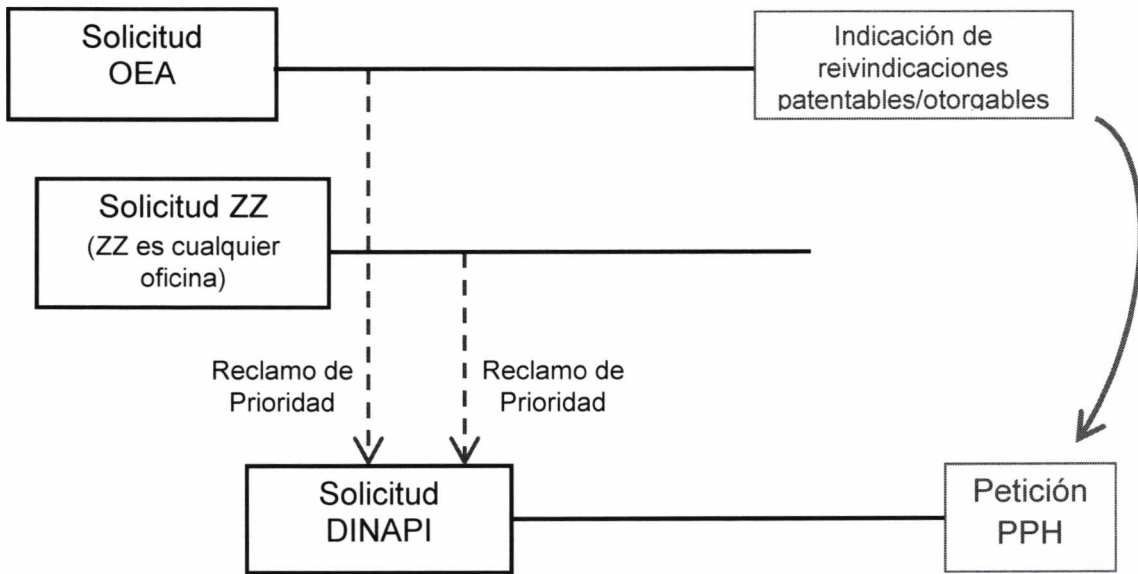 Solicitud
OEA
Indicación de
reivindicaciones
patentables/otorgables
Solicitud ZZ
(ZZ es cualquier
oficina)
Reclamo de
Prioridad
Reclamo de
Prioridad
Solicitud
DINAPI
Petición
PPH